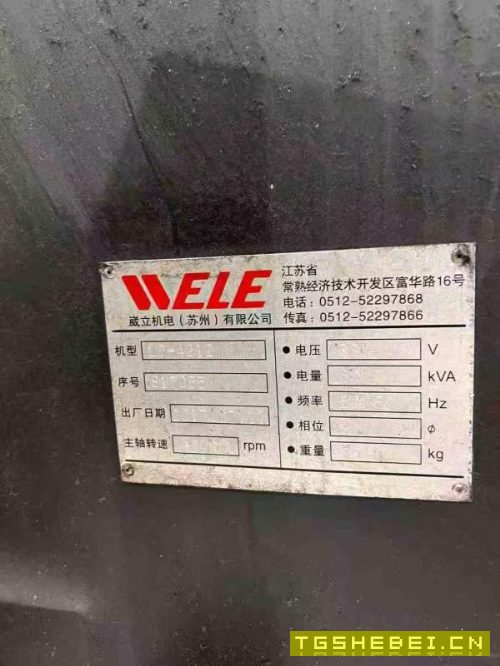 WELE
江苏省
常熟经济技术开发区富华路16号
电话：0512-52297868
崴立机电（苏州）有限公司
传真：0512-52297866
机型
序号
出厂日期
主轴转速 rpm
●电压 V
●电量 kVA
●频率 Hz
●相位 ø
●重量 kg
TGSHEBEI.CN